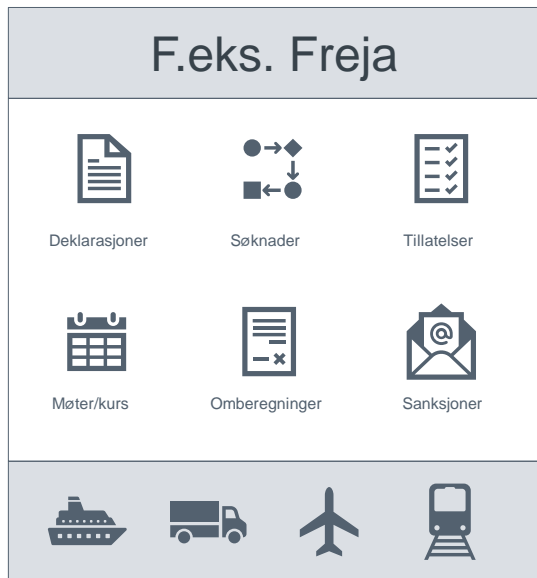 F.eks. Freja
Deklarasjoner
Søknader
Tillatelser
Møter/kurs
Omberegninger
Sanksjoner
@